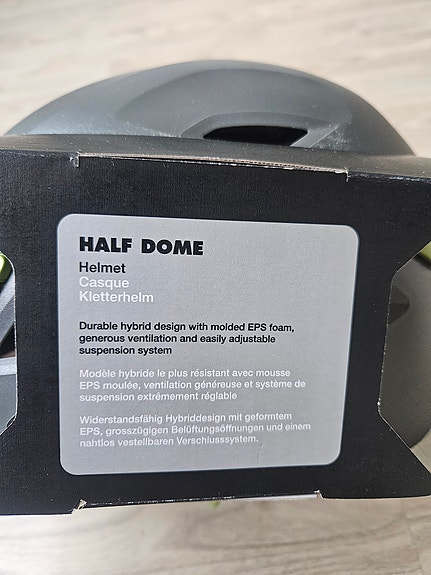 HALF DOME
Helmet
Casque
Kletterhelm
Durable hybrid design with molded EPS foam,
generous ventilation and easily adjustable
suspension system
Modèle hybride le plus résistant avec mousse
EPS moulée, ventilation généreuse et système de
suspension extrêmement réglable
Widerstandsfähig Hybriddesign mit geformtem
EPS, grosszügigen Belüftungsöffnungen und einem
nahtlos vestellbaren Verschlusssystem.